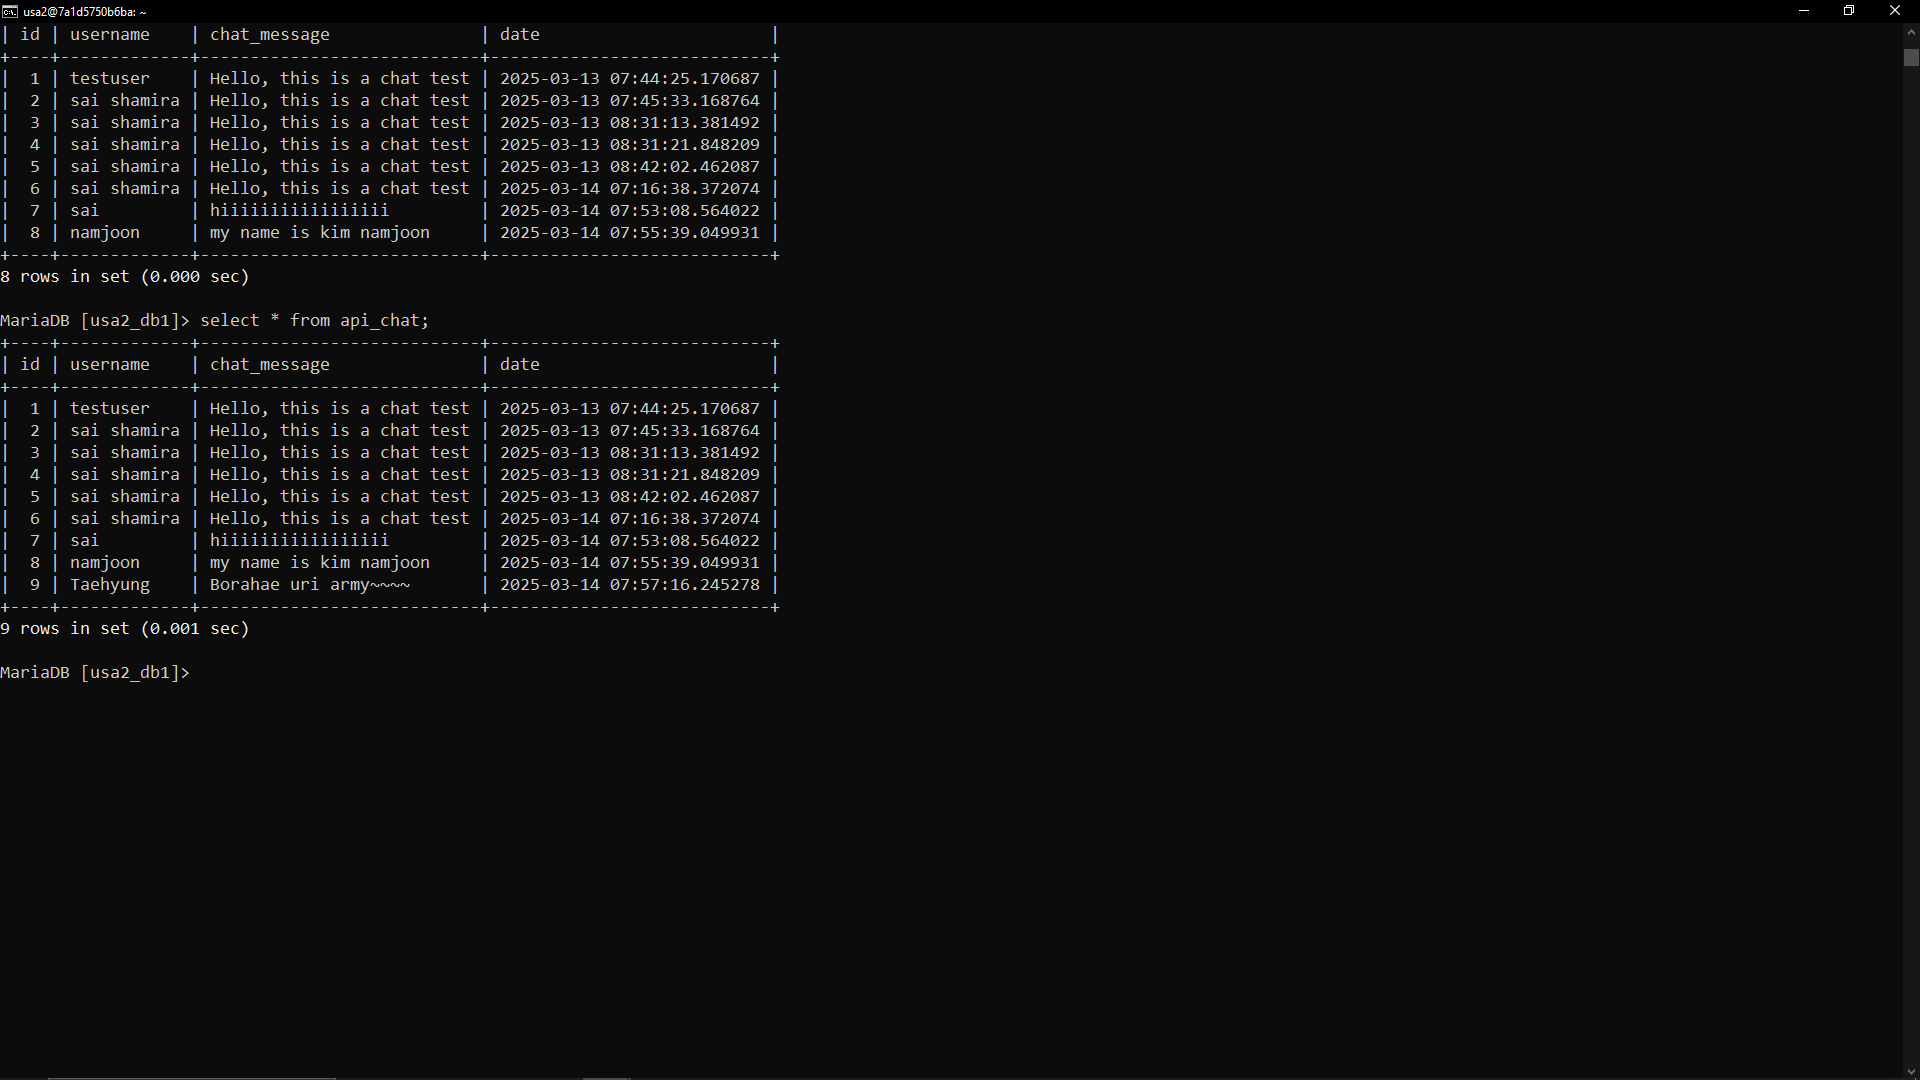 usa2@7a1d5750b6ba: ~
| id | username    | chat_message               | date                       |
+----+-------------+----------------------------+----------------------------+
|  1 | testuser    | Hello, this is a chat test | 2025-03-13 07:44:25.170687 |
|  2 | sai shamira | Hello, this is a chat test | 2025-03-13 07:45:33.168764 |
|  3 | sai shamira | Hello, this is a chat test | 2025-03-13 08:31:13.381492 |
|  4 | sai shamira | Hello, this is a chat test | 2025-03-13 08:31:21.848209 |
|  5 | sai shamira | Hello, this is a chat test | 2025-03-13 08:42:02.462087 |
|  6 | sai shamira | Hello, this is a chat test | 2025-03-14 07:16:38.372074 |
|  7 | sai         | hiiiiiiiiiiiiiiiii         | 2025-03-14 07:53:08.564022 |
|  8 | namjoon     | my name is kim namjoon     | 2025-03-14 07:55:39.049931 |
+----+-------------+----------------------------+----------------------------+
8 rows in set (0.000 sec)
MariaDB [usa2_db1]> select * from api_chat;
+----+-------------+----------------------------+----------------------------+
| id | username    | chat_message               | date                       |
+----+-------------+----------------------------+----------------------------+
|  1 | testuser    | Hello, this is a chat test | 2025-03-13 07:44:25.170687 |
|  2 | sai shamira | Hello, this is a chat test | 2025-03-13 07:45:33.168764 |
|  3 | sai shamira | Hello, this is a chat test | 2025-03-13 08:31:13.381492 |
|  4 | sai shamira | Hello, this is a chat test | 2025-03-13 08:31:21.848209 |
|  5 | sai shamira | Hello, this is a chat test | 2025-03-13 08:42:02.462087 |
|  6 | sai shamira | Hello, this is a chat test | 2025-03-14 07:16:38.372074 |
|  7 | sai         | hiiiiiiiiiiiiiiiii         | 2025-03-14 07:53:08.564022 |
|  8 | namjoon     | my name is kim namjoon     | 2025-03-14 07:55:39.049931 |
|  9 | Taehyung    | Borahae uri army~~~~       | 2025-03-14 07:57:16.245278 |
+----+-------------+----------------------------+----------------------------+
9 rows in set (0.001 sec)
MariaDB [usa2_db1]>